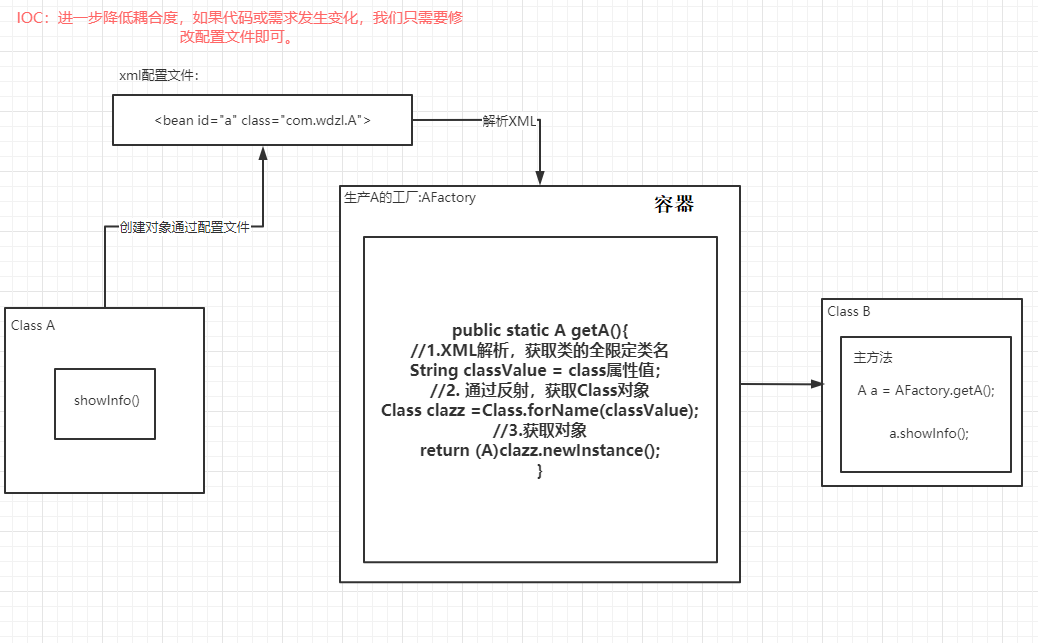 IOC：进一步降低耦合度，如果代码或需求发生变化，我们只需要修
改配置文件即可。
xml配置文件：
<bean id="a" class="com.wdzl.A">
解析XML
生产A的工厂:AFactory
容器
创建对象通过配置文件
Class A
showInfo()
public static A getA(){
//1.XML解析，获取类的全限定类名
String classValue = class属性值；
//2. 通过反射，获取Class对象
Class clazz =Class.forName(classValue);
//3.获取对象
return (A)clazz.newInstance();
}
Class B
主方法
A a = AFactory.getA();
a.showInfo();